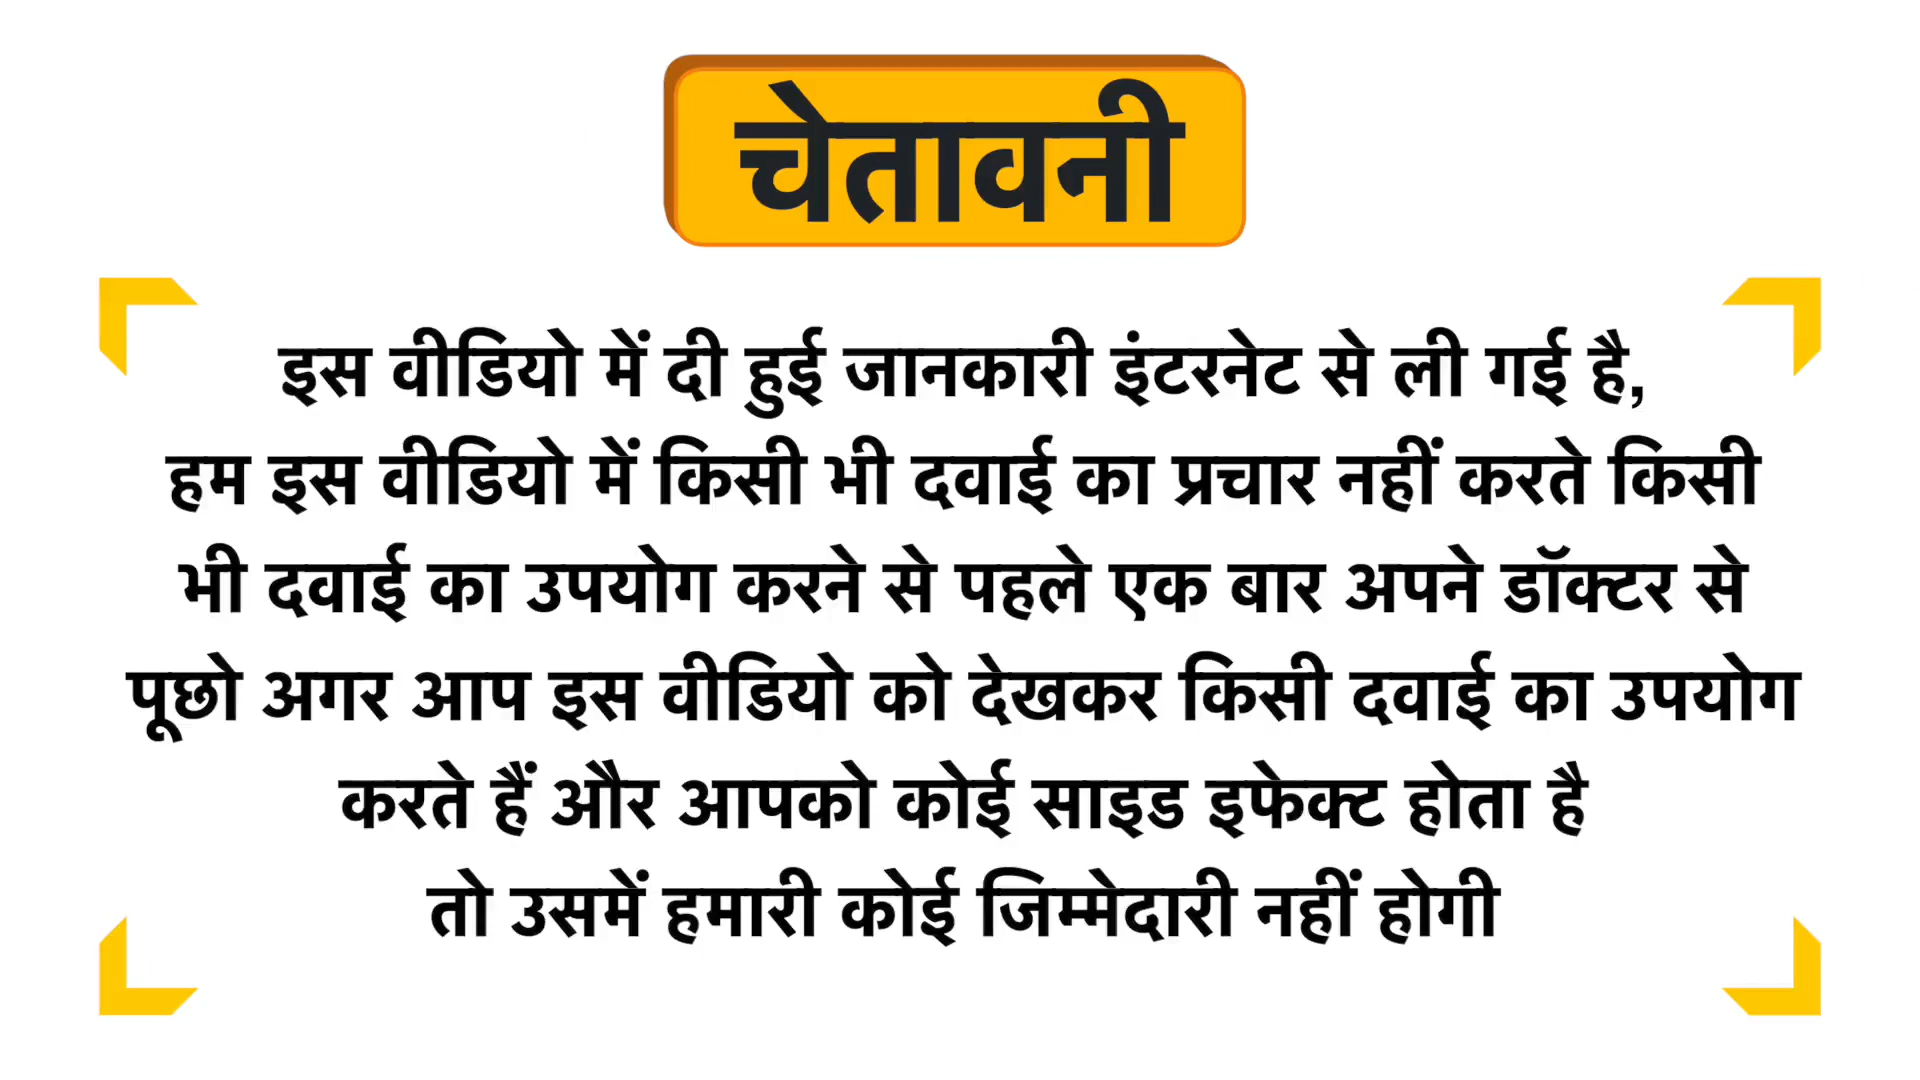 चेतावनी
इस वीडियो में दी हुई जानकारी इंटरनेट से ली गई है,
हम इस वीडियो में किसी भी दवाई का प्रचार नहीं करते किसी
भी दवाई का उपयोग करने से पहले एक बार अपने डॉक्टर से
पूछो अगर आप इस वीडियो को देखकर किसी दवाई का उपयोग
करते हैं और आपको कोई साइड इफेक्ट होता है
तो उसमें हमारी कोई जिम्मेदारी नहीं होगी